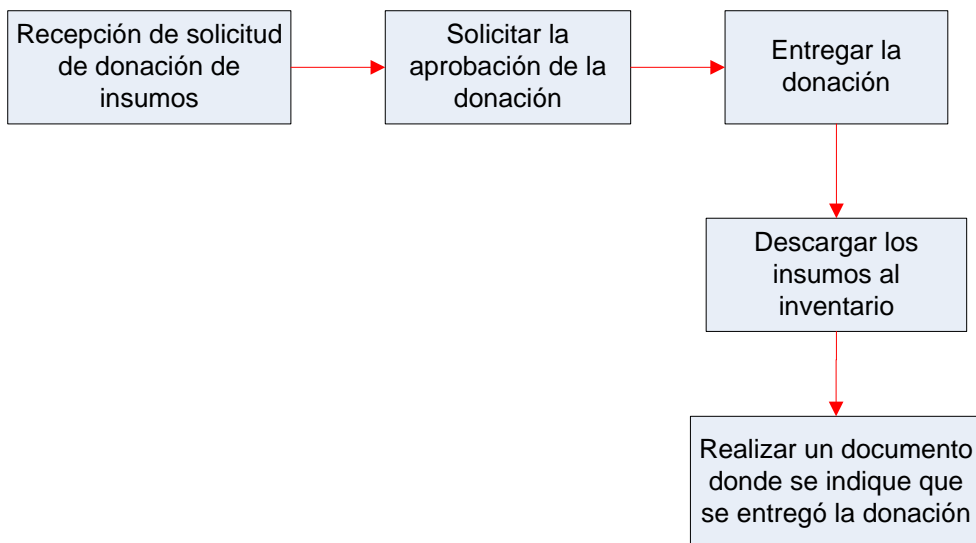 Recepción de solicitud
de donación de
insumos
Solicitar la
aprobación de la
donación
Entregar la
donación
Descargar los
insumos al
inventario
Realizar un documento
donde se indique que
se entregó la donación